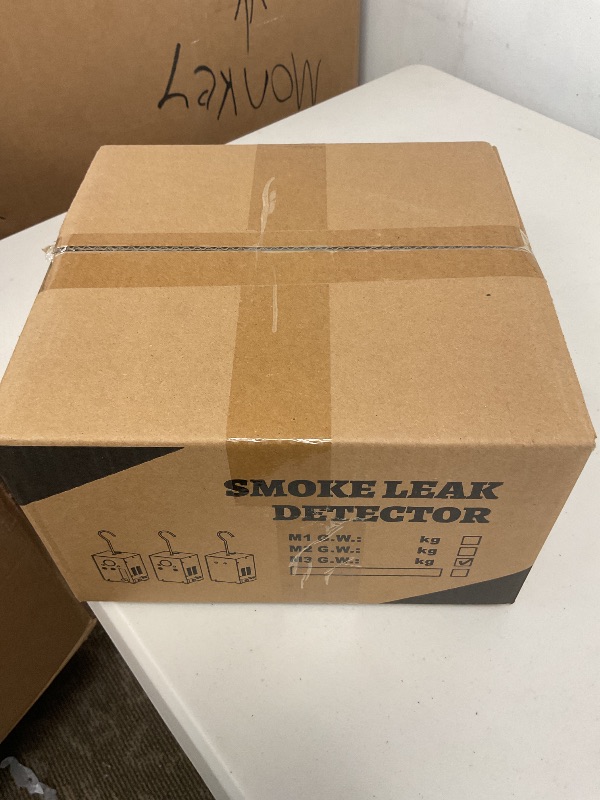 Monkey
SMOKE LEAK
DETECTOR
M1 G.W.: kg
M2 G.W.: kg
M3 G.W.: kg